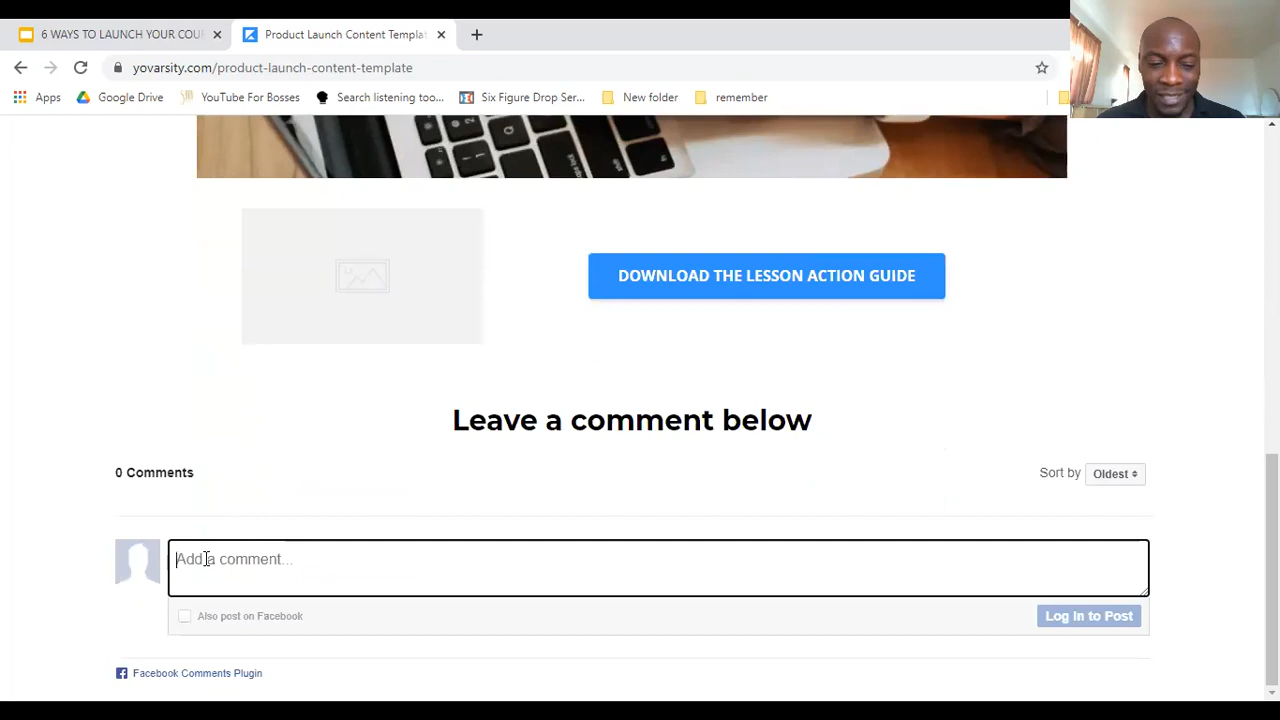 6 WAYS TO LAUNCH YOUR COU
Product Launch Content Templat
yovarsity.com/product-launch-content-template
Apps
Google Drive
YouTube For Bosses
Search listening too...
Six Figure Drop Ser...
New folder
remember
DOWNLOAD THE LESSON ACTION GUIDE
Leave a comment below
0 Comments
Sort by Oldest
Add a comment...
Also post on Facebook
Log In to Post
Facebook Comments Plugin